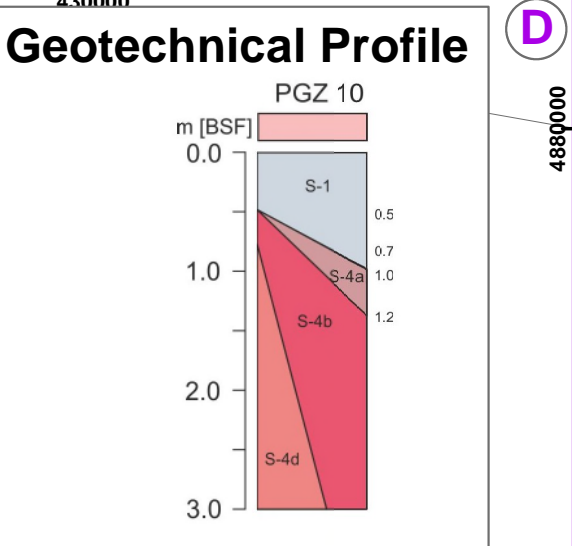 430000
Geotechnical Profile
D
PGZ 10
m [BSF]
0.0
S-1
0.5
0.7
1.0
S-4a
1.0
1.2
S-4b
2.0
S-4d
3.0
4880000